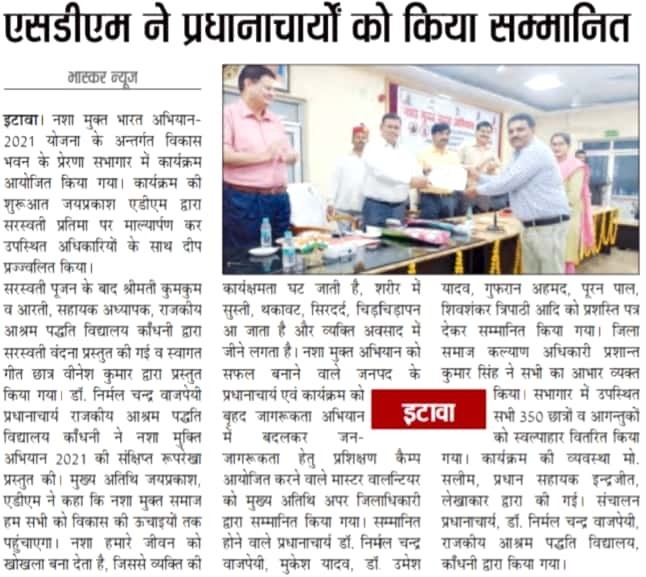 एसडीएम ने प्रधानाचार्यों को किया सम्मानित
भास्कर न्यूज
इटावा। नशा मुक्त भारत अभियान-
2021 योजना के अन्तर्गत विकास
भवन के प्रेरणा सभागार में कार्यक्रम
आयोजित किया गया। कार्यक्रम की
शुरूआत जयप्रकाश एडीएम द्वारा
सरस्वती प्रतिमा पर माल्यार्पण कर
उपस्थित अधिकारियों के साथ दीप
प्रज्ज्वलित किया।
सरस्वती पूजन के बाद श्रीमती कुमकुम
व आरती, सहायक अध्यापक, राजकीय
आश्रम पद्धति विद्यालय काँधनी द्वारा
सरस्वती वंदना प्रस्तुत की गई व स्वागत
गीत छात्र वीनेश कुमार द्वारा प्रस्तुत
किया गया। डॉ. निर्मल चन्द्र वाजपेयी
प्रधानाचार्य राजकीय आश्रम पद्धति
विद्यालय काँधनी ने नशा मुक्ति
अभियान 2021 की संक्षिप्त रूपरेखा
प्रस्तुत की। मुख्य अतिथि जयप्रकाश,
एडीएम ने कहा कि नशा मुक्त समाज
हम सभी को विकास की ऊचाइयों तक
पहुंचाएगा। नशा हमारे जीवन को
खोखला बना देता है, जिससे व्यक्ति की
कार्यक्षमता घट जाती है, शरीर में
सुस्ती, थकावट, सिरदर्द, चिड़चिड़ापन
आ जाता है और व्यक्ति अवसाद में
जीने लगता है। नशा मुक्त अभियान को
सफल बनाने वाले जनपद के
प्रधानाचार्य एवं कार्यक्रम को
बृहद जागरूकता अभियान
में बदलकर जन-
जागरूकता हेतु प्रशिक्षण कैम्प
आयोजित करने वाले मास्टर वालन्टियर
को मुख्य अतिथि अपर जिलाधिकारी
द्वारा सम्मानित किया गया। सम्मानित
होने वाले प्रधानाचार्य डॉ. निर्मल चन्द्र
वाजपेयी, मुकेश यादव, डॉ. उमेश
इटावा
यादव, गुफरान अहमद, पूरन पाल,
शिवशंकर त्रिपाठी आदि को प्रशस्ति पत्र
देकर सम्मानित किया गया। जिला
समाज कल्याण अधिकारी प्रशान्त
कुमार सिंह ने सभी का आभार व्यक्त
किया। सभागार में उपस्थित
सभी 350 छात्रों व आगन्तुकों
को स्वल्पाहार वितरित किया
गया। कार्यक्रम की व्यवस्था मो.
सलीम, प्रधान सहायक इन्द्रजीत,
लेखाकार द्वारा की गई। संचालन
प्रधानाचार्य, डॉ. निर्मल चन्द्र वाजपेयी,
राजकीय आश्रम पद्धति विद्यालय,
काँधनी द्वारा किया गया।